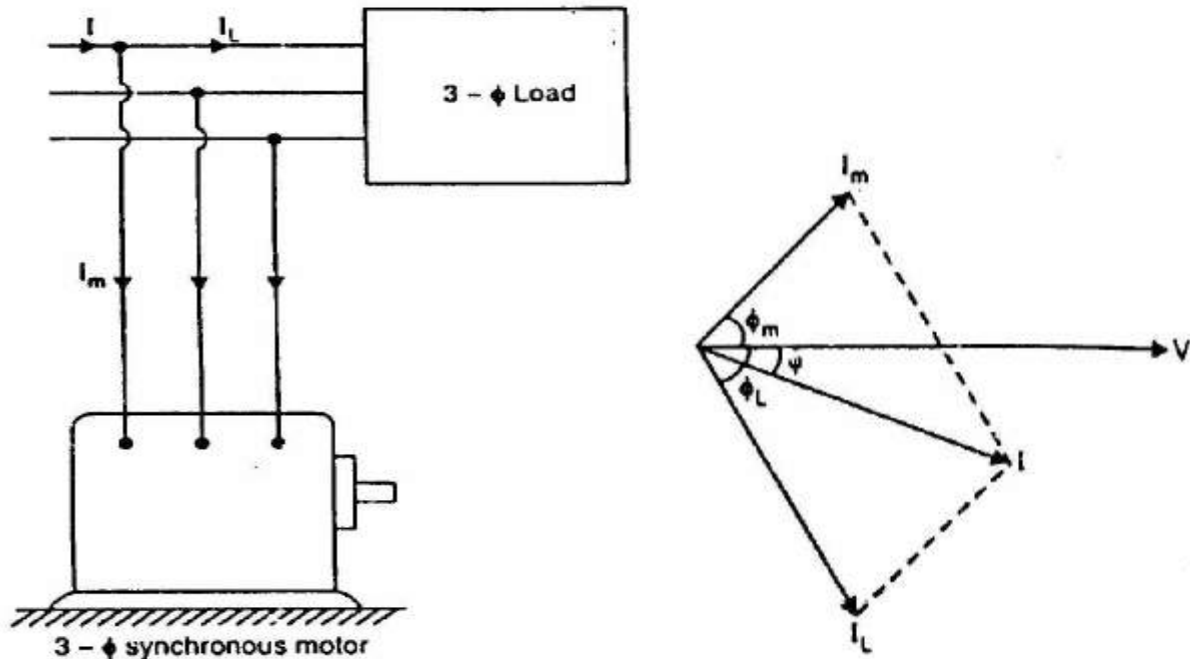 I
I_L
3 – ϕ Load
I_m
3 – ϕ synchronous motor
I_m
ϕ_m
V
ψ
ϕ_L
I
I_L